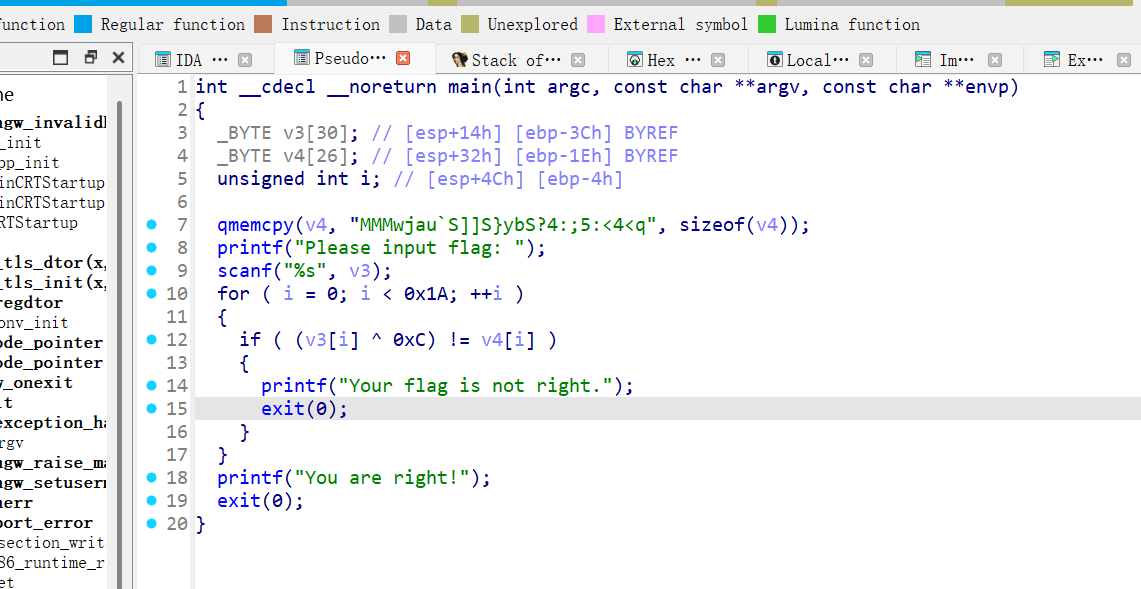 unction Regular function Instruction Data Unexplored External symbol Lumina function
IDA ··· Pseudo··· Stack of··· Hex ··· Local··· Im··· Ex···
ne
ngw_invalidP
_init
pp_init
inCRTStartup
inCRTStartup
RTStartup
_tls_dtor(x,
_tls_init(x,
regdtor
onv_init
ode_pointer
ode_pointer
w_onexit
it
exception_ha
rgv
ngw_raise_ma
ngw_setusern
herr
port_error
section_writ
86_runtime_r
et
1 int __cdecl __noreturn main(int argc, const char **argv, const char **envp)
2 {
3 _BYTE v3[30]; // [esp+14h] [ebp-3Ch] BYREF
4 _BYTE v4[26]; // [esp+32h] [ebp-1Eh] BYREF
5 unsigned int i; // [esp+4Ch] [ebp-4h]
6
7 qmemcpy(v4, "MMMwjau`S]]S}ybS?4:;5:<4<q", sizeof(v4));
8 printf("Please input flag: ");
9 scanf("%s", v3);
10 for ( i = 0; i < 0x1A; ++i )
11 {
12 if ( (v3[i] ^ 0xC) != v4[i] )
13 {
14 printf("Your flag is not right.");
15 exit(0);
16 }
17 }
18 printf("You are right!");
19 exit(0);
20 }